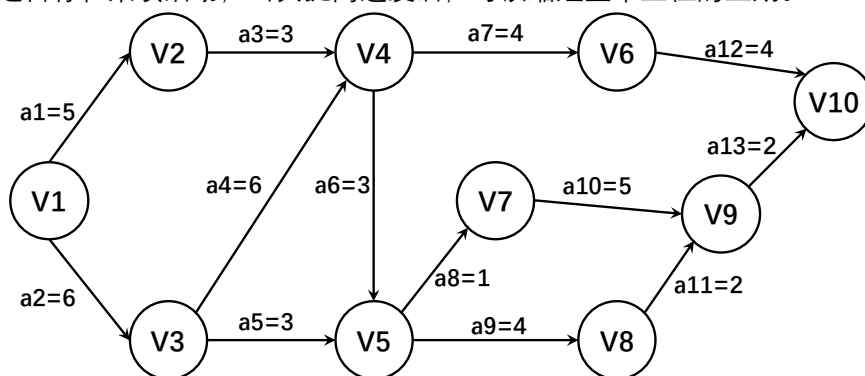 V2
a3=3
V4
a7=4
V6
a12=4
V10
a1=5
a13=2
V1
a4=6
a6=3
V7
a10=5
V9
a2=6
a8=1
a11=2
V3
a5=3
V5
a9=4
V8